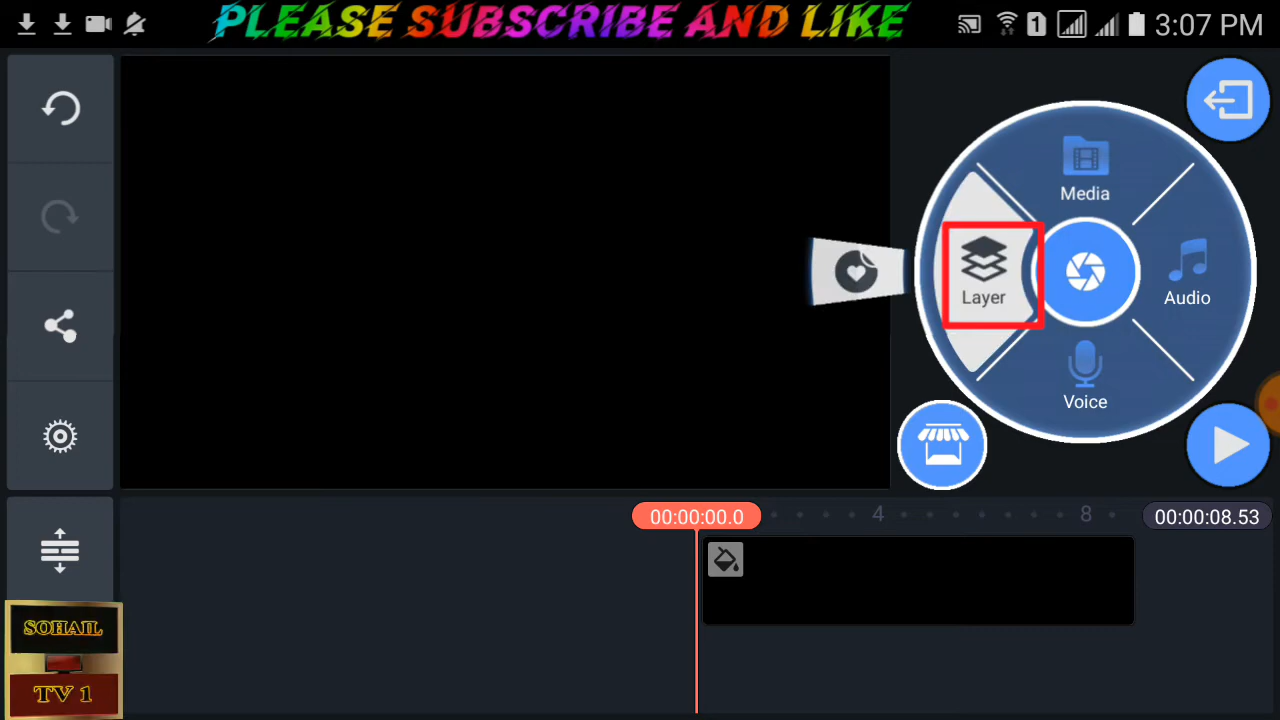 PLEASE SUBSCRIBE AND LIKE
1
3:07 PM
Media
Layer
Audio
Voice
00:00:00.0
4
8
00:00:08.53
SOHAIL
TV 1